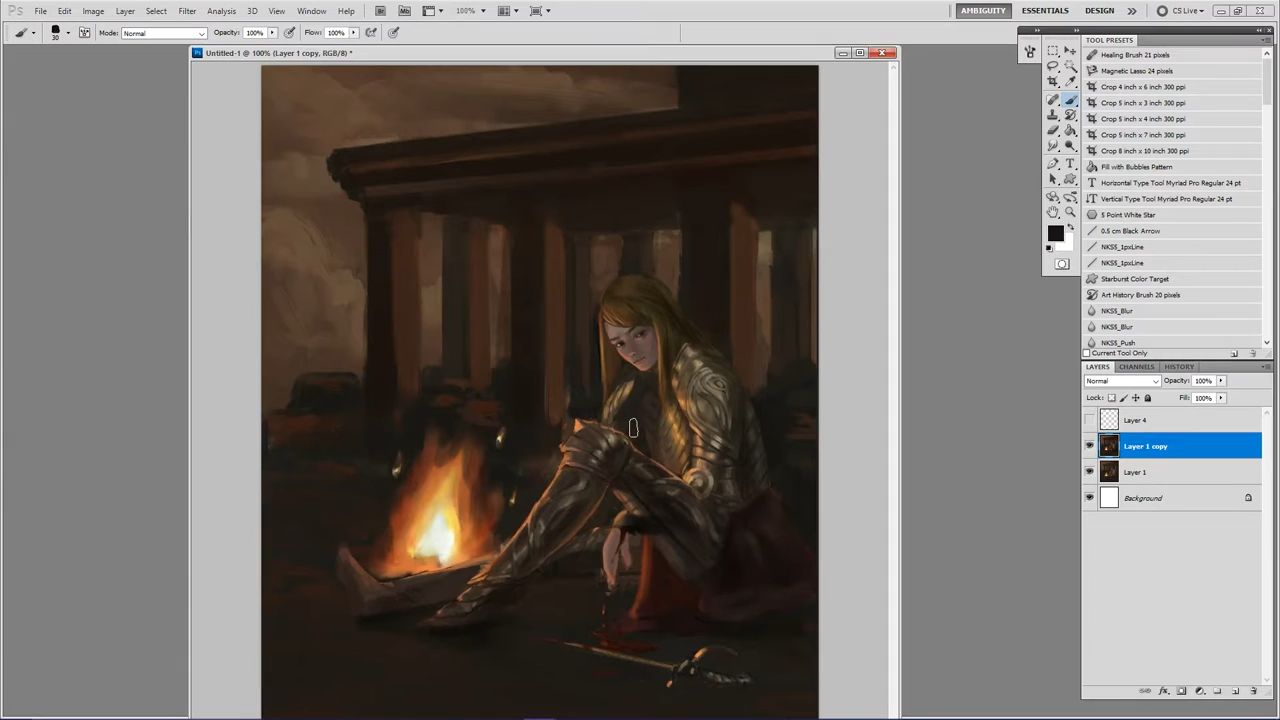 Ps File Edit Image Layer Select Filter Analysis 3D View Window Help Br Mb 100% AMBIGUITY ESSENTIALS DESIGN CS Live
30 Mode: Normal Opacity: 100% Flow: 100%
Untitled-1 @ 100% (Layer 1 copy, RGB/8) *
TOOL PRESETS
Healing Brush 21 pixels
Magnetic Lasso 24 pixels
Crop 4 inch x 6 inch 300 ppi
Crop 5 inch x 3 inch 300 ppi
Crop 5 inch x 4 inch 300 ppi
Crop 5 inch x 7 inch 300 ppi
Crop 8 inch x 10 inch 300 ppi
Fill with Bubbles Pattern
Horizontal Type Tool Myriad Pro Regular 24 pt
Vertical Type Tool Myriad Pro Regular 24 pt
5 Point White Star
0.5 cm Black Arrow
NKS5_1pxLine
NKS5_1pxLine
Starburst Color Target
Art History Brush 20 pixels
NKS5_Blur
NKS5_Blur
NKS5_Push
Current Tool Only
LAYERS CHANNELS HISTORY
Normal Opacity: 100%
Lock: Fill: 100%
Layer 4
Layer 1 copy
Layer 1
Background